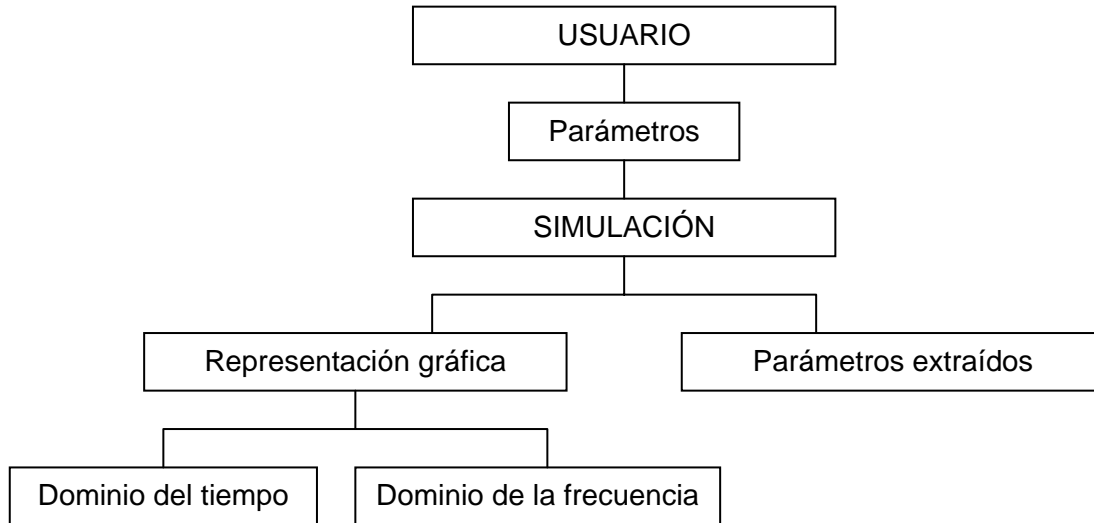 USUARIO
Parámetros
SIMULACIÓN
Representación gráfica
Parámetros extraídos
Dominio del tiempo
Dominio de la frecuencia